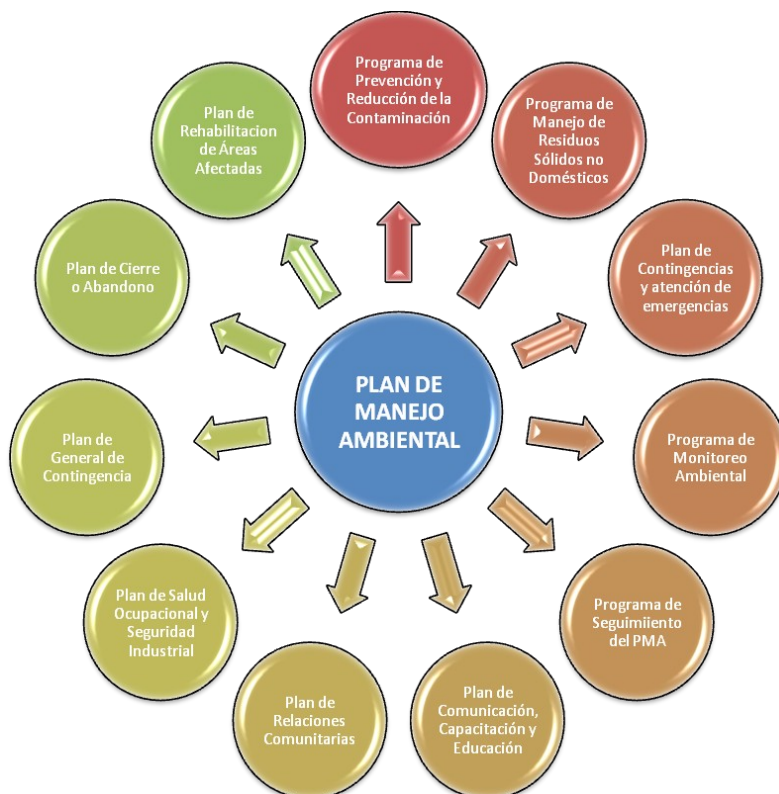 Programa de
Prevención y
Reducción de la
Contaminación
Programa de
Manejo de
Residuos
Sólidos no
Domésticos
Plan de
Contingencias
y atención de
emergencias
Programa de
Monitoreo
Ambiental
Programa de
Seguimiiento
del PMA
Plan de
Comunicación,
Capacitación y
Educación
Plan de
Relaciones
Comunitarias
Plan de Salud
Ocupacional y
Seguridad
Industrial
Plan de
General de
Contingencia
Plan de Cierre
o Abandono
Plan de
Rehabilitacion
de Áreas
Afectadas
PLAN DE
MANEJO
AMBIENTAL